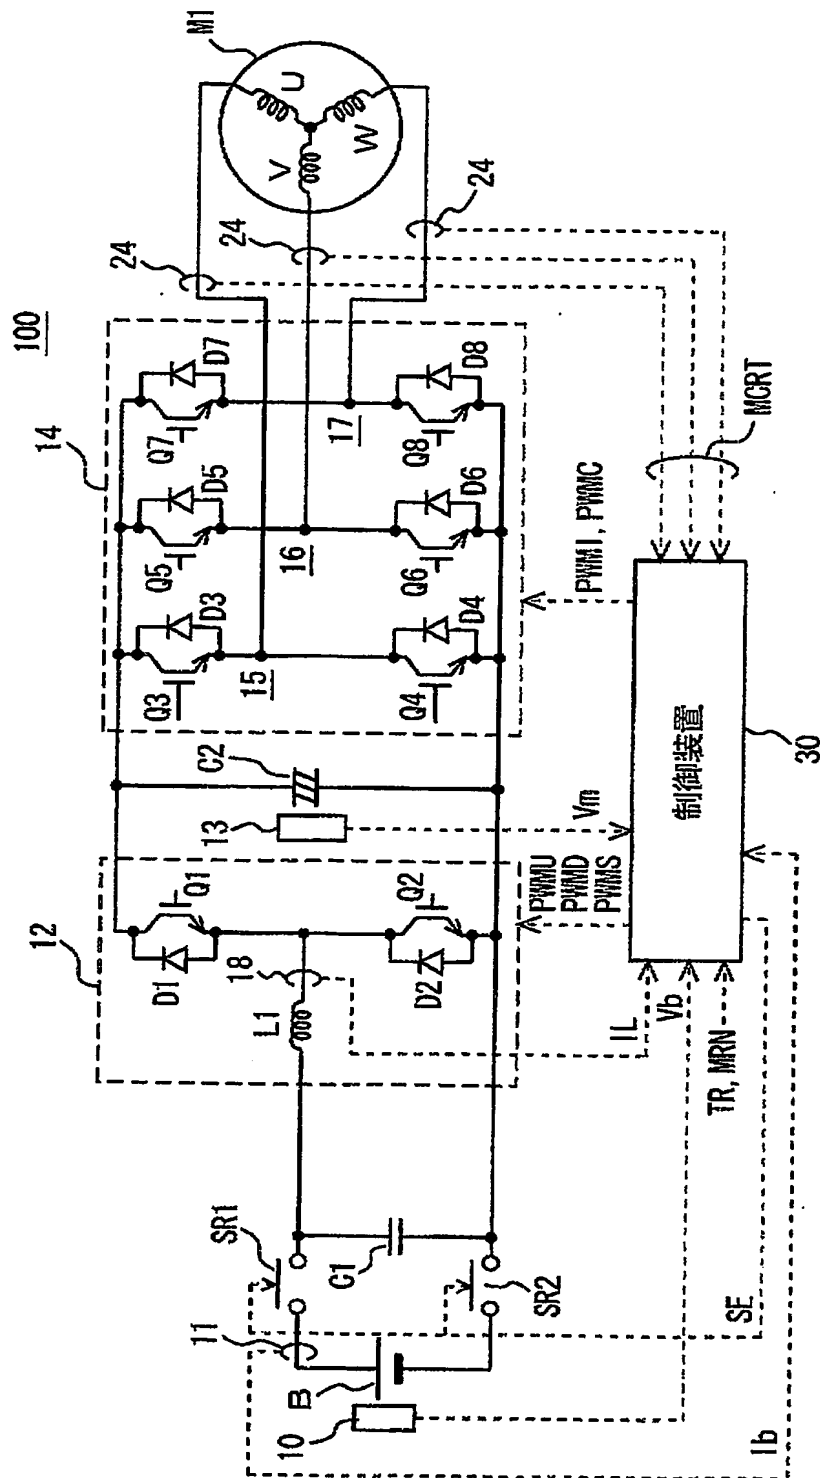 100
12
14
M1
24
24
24
SR1
11
B
10
C1
SR2
L1
18
D1
Q1
D2
Q2
13
C2
Q3
D3
Q5
D5
Q7
D7
15
16
17
Q4
D4
Q6
D6
Q8
D8
U
V
W
Vm
PWMU
PWMD
PWMS
PWMI, PWMC
MCRT
IL
Vb
TR, MRN
SE
Ib
制御装置
30